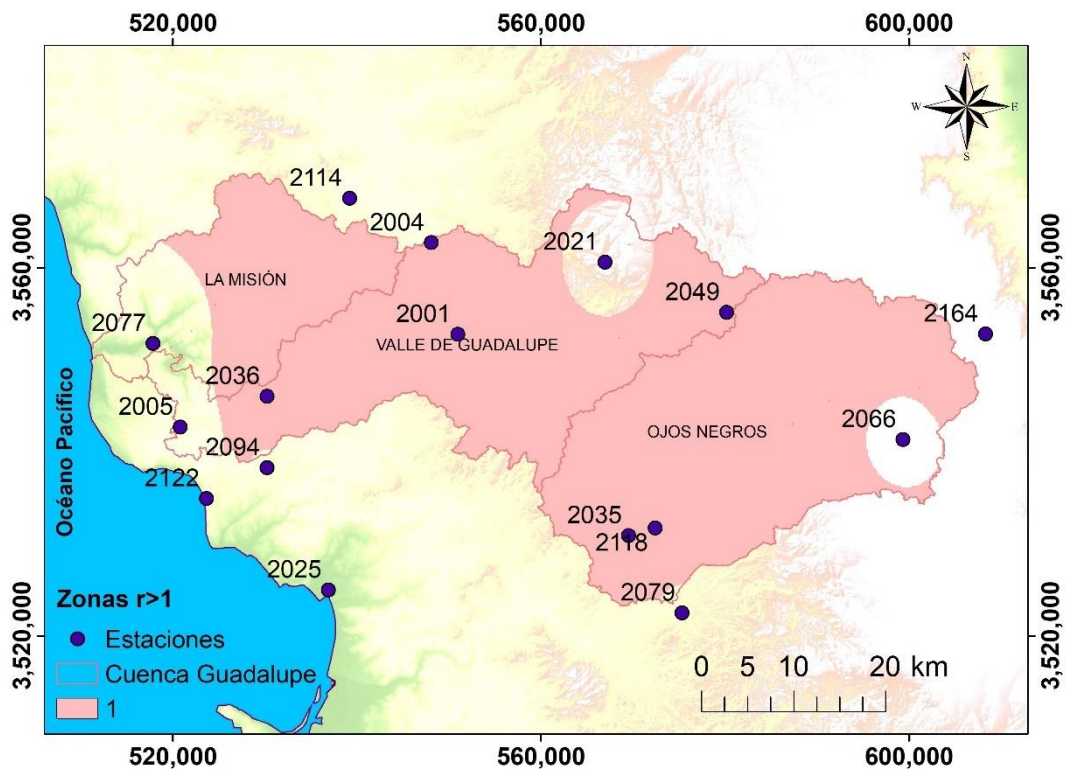 520,000 560,000 600,000
N
W E
S
2114
2004
2021
3,560,000 3,560,000
LA MISIÓN
2049
2077 2001 2164
VALLE DE GUADALUPE
2036
2005 OJOS NEGROS 2066
2094
2122
Océano Pacífico
2035
2118
2025 2079
Zonas r>1
Estaciones
Cuenca Guadalupe
1
3,520,000 3,520,000
0 5 10 20 km
520,000 560,000 600,000